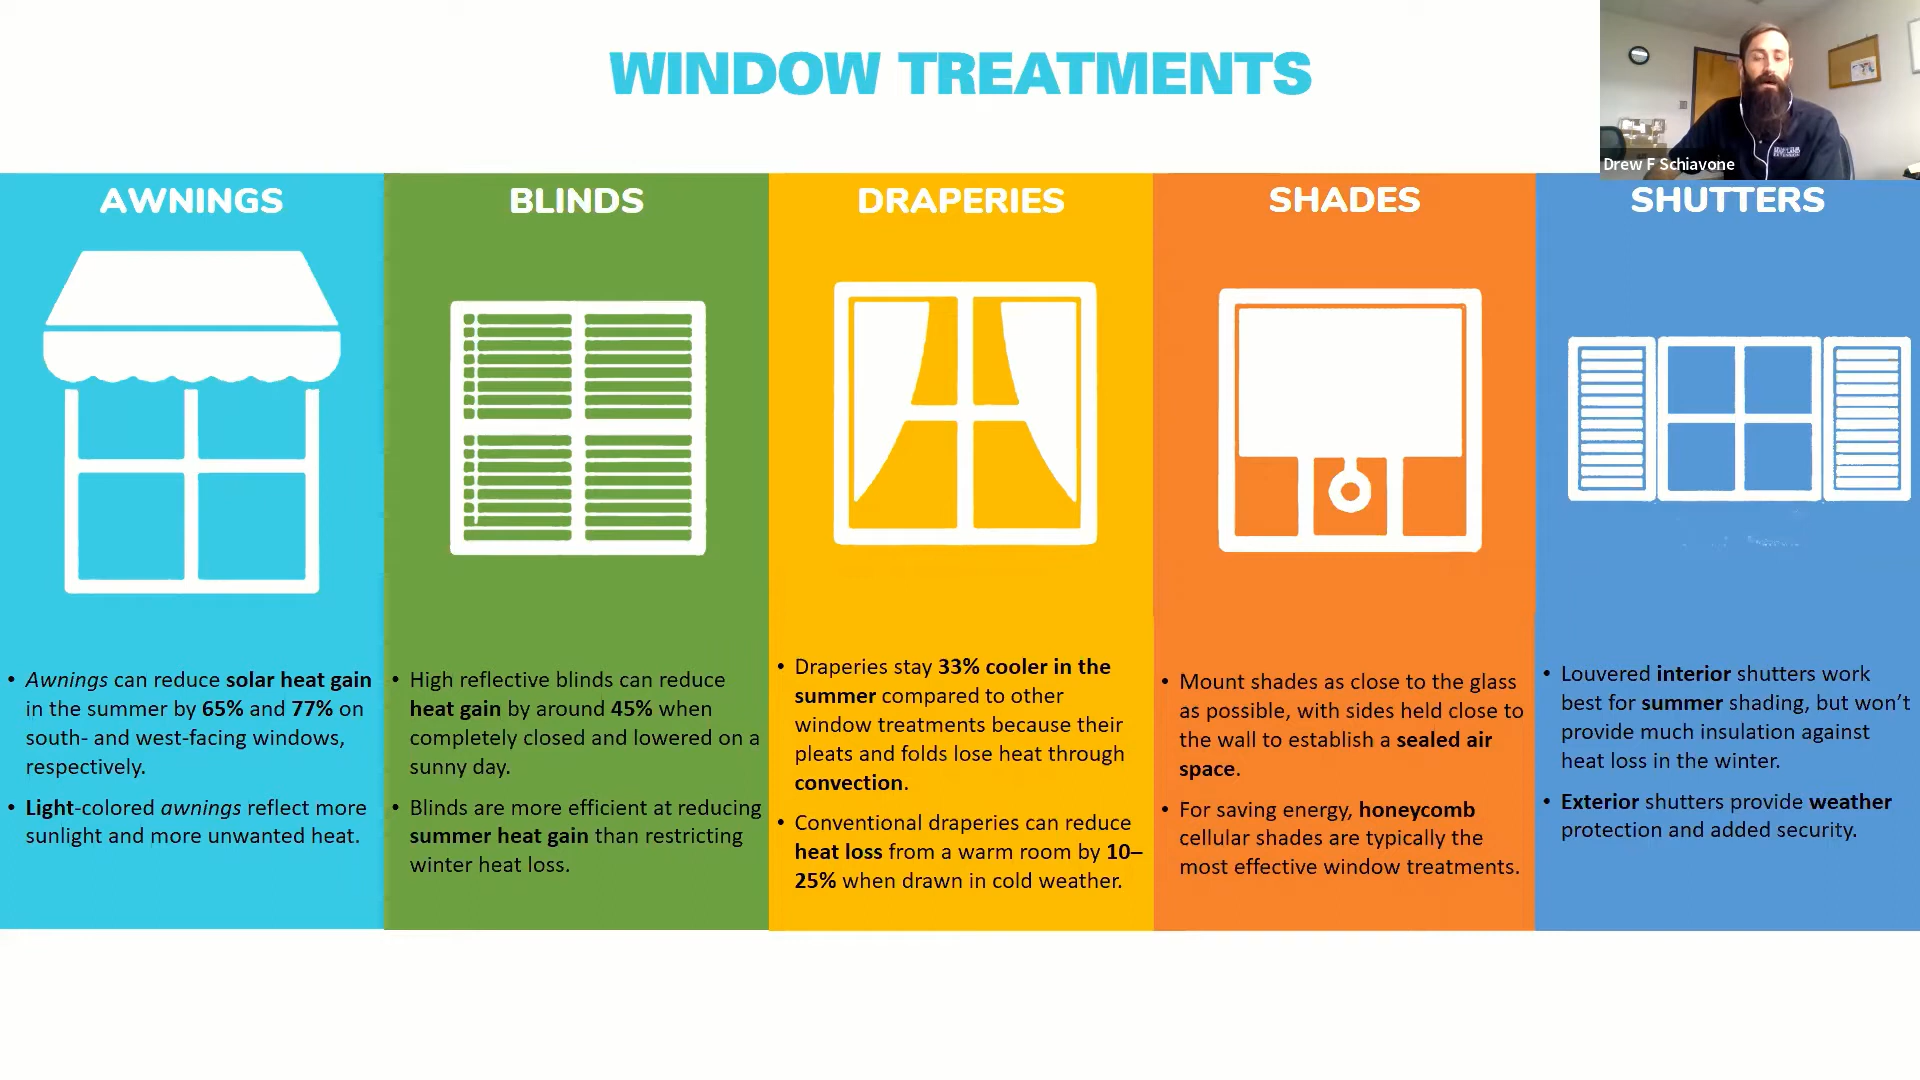 WINDOW TREATMENTS
Drew F Schiavone
AWNINGS
• Awnings can reduce solar heat gain
in the summer by 65% and 77% on
south- and west-facing windows,
respectively.
• Light-colored awnings reflect more
sunlight and more unwanted heat.
BLINDS
• High reflective blinds can reduce
heat gain by around 45% when
completely closed and lowered on a
sunny day.
• Blinds are more efficient at reducing
summer heat gain than restricting
winter heat loss.
DRAPERIES
• Draperies stay 33% cooler in the
summer compared to other
window treatments because their
pleats and folds lose heat through
convection.
• Conventional draperies can reduce
heat loss from a warm room by 10–
25% when drawn in cold weather.
SHADES
• Mount shades as close to the glass
as possible, with sides held close to
the wall to establish a sealed air
space.
• For saving energy, honeycomb
cellular shades are typically the
most effective window treatments.
SHUTTERS
• Louvered interior shutters work
best for summer shading, but won't
provide much insulation against
heat loss in the winter.
• Exterior shutters provide weather
protection and added security.